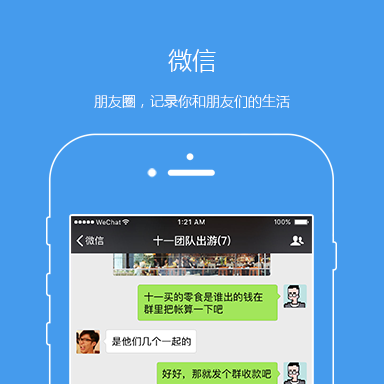 微信
朋友圈，记录你和朋友们的生活
WeChat 1:21 AM 100%
微信 十一团队出游(7)
十一买的零食是谁出的钱在
群里把帐算一下吧
是他们几个一起的
好好，那就发个群收款吧